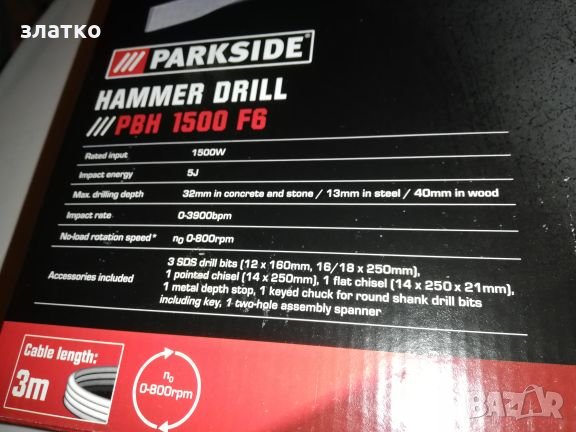 златко
PARKSIDE®
HAMMER DRILL
/// PBH 1500 F6
Rated input 1500W
Impact energy 5J
Max. drilling depth 32mm in concrete and stone / 13mm in steel / 40mm in wood
Impact rate 0-3900bpm
No-load rotation speed* n0 0-800rpm
Accessories included 3 SDS drill bits (12 x 160mm, 16/18 x 250mm),
1 pointed chisel (14 x 250mm), 1 flat chisel (14 x 250 x 21mm),
1 metal depth stop, 1 keyed chuck for round shank drill bits
including key, 1 two-hole assembly spanner
Cable length:
3m
n0
0-800rpm
BAZAR